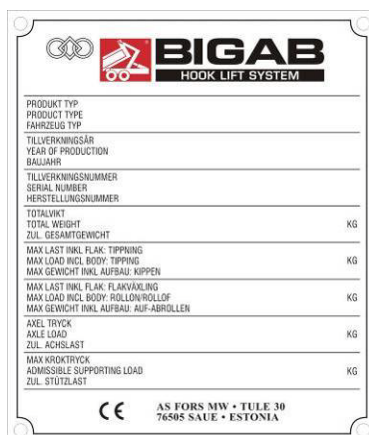 BIGAB
HOOK LIFT SYSTEM
PRODUKT TYP
PRODUCT TYPE
FAHRZEUG TYP
TILLVERKNINGSÅR
YEAR OF PRODUCTION
BAUJAHR
TILLVERKNINGSNUMMER
SERIAL NUMBER
HERSTELLUNGSNUMMER
TOTALVIKT
TOTAL WEIGHT KG
ZUL. GESAMTGEWICHT
MAX LAST INKL FLAK: TIPPNING
MAX LOAD INCL BODY: TIPPING KG
MAX GEWICHT INKL AUFBAU: KIPPEN
MAX LAST INKL FLAK: FLAKVÄXLING
MAX LOAD INCL BODY: ROLLON/ROLLOF KG
MAX GEWICHT INKL AUFBAU: AUF-ABROLLEN
AXEL TRYCK
AXLE LOAD KG
ZUL. ACHSLAST
MAX KROKTRYCK
ADMISSIBLE SUPPORTING LOAD KG
ZUL. STÜTZLAST
CE AS FORS MW • TULE 30
76505 SAUE • ESTONIA